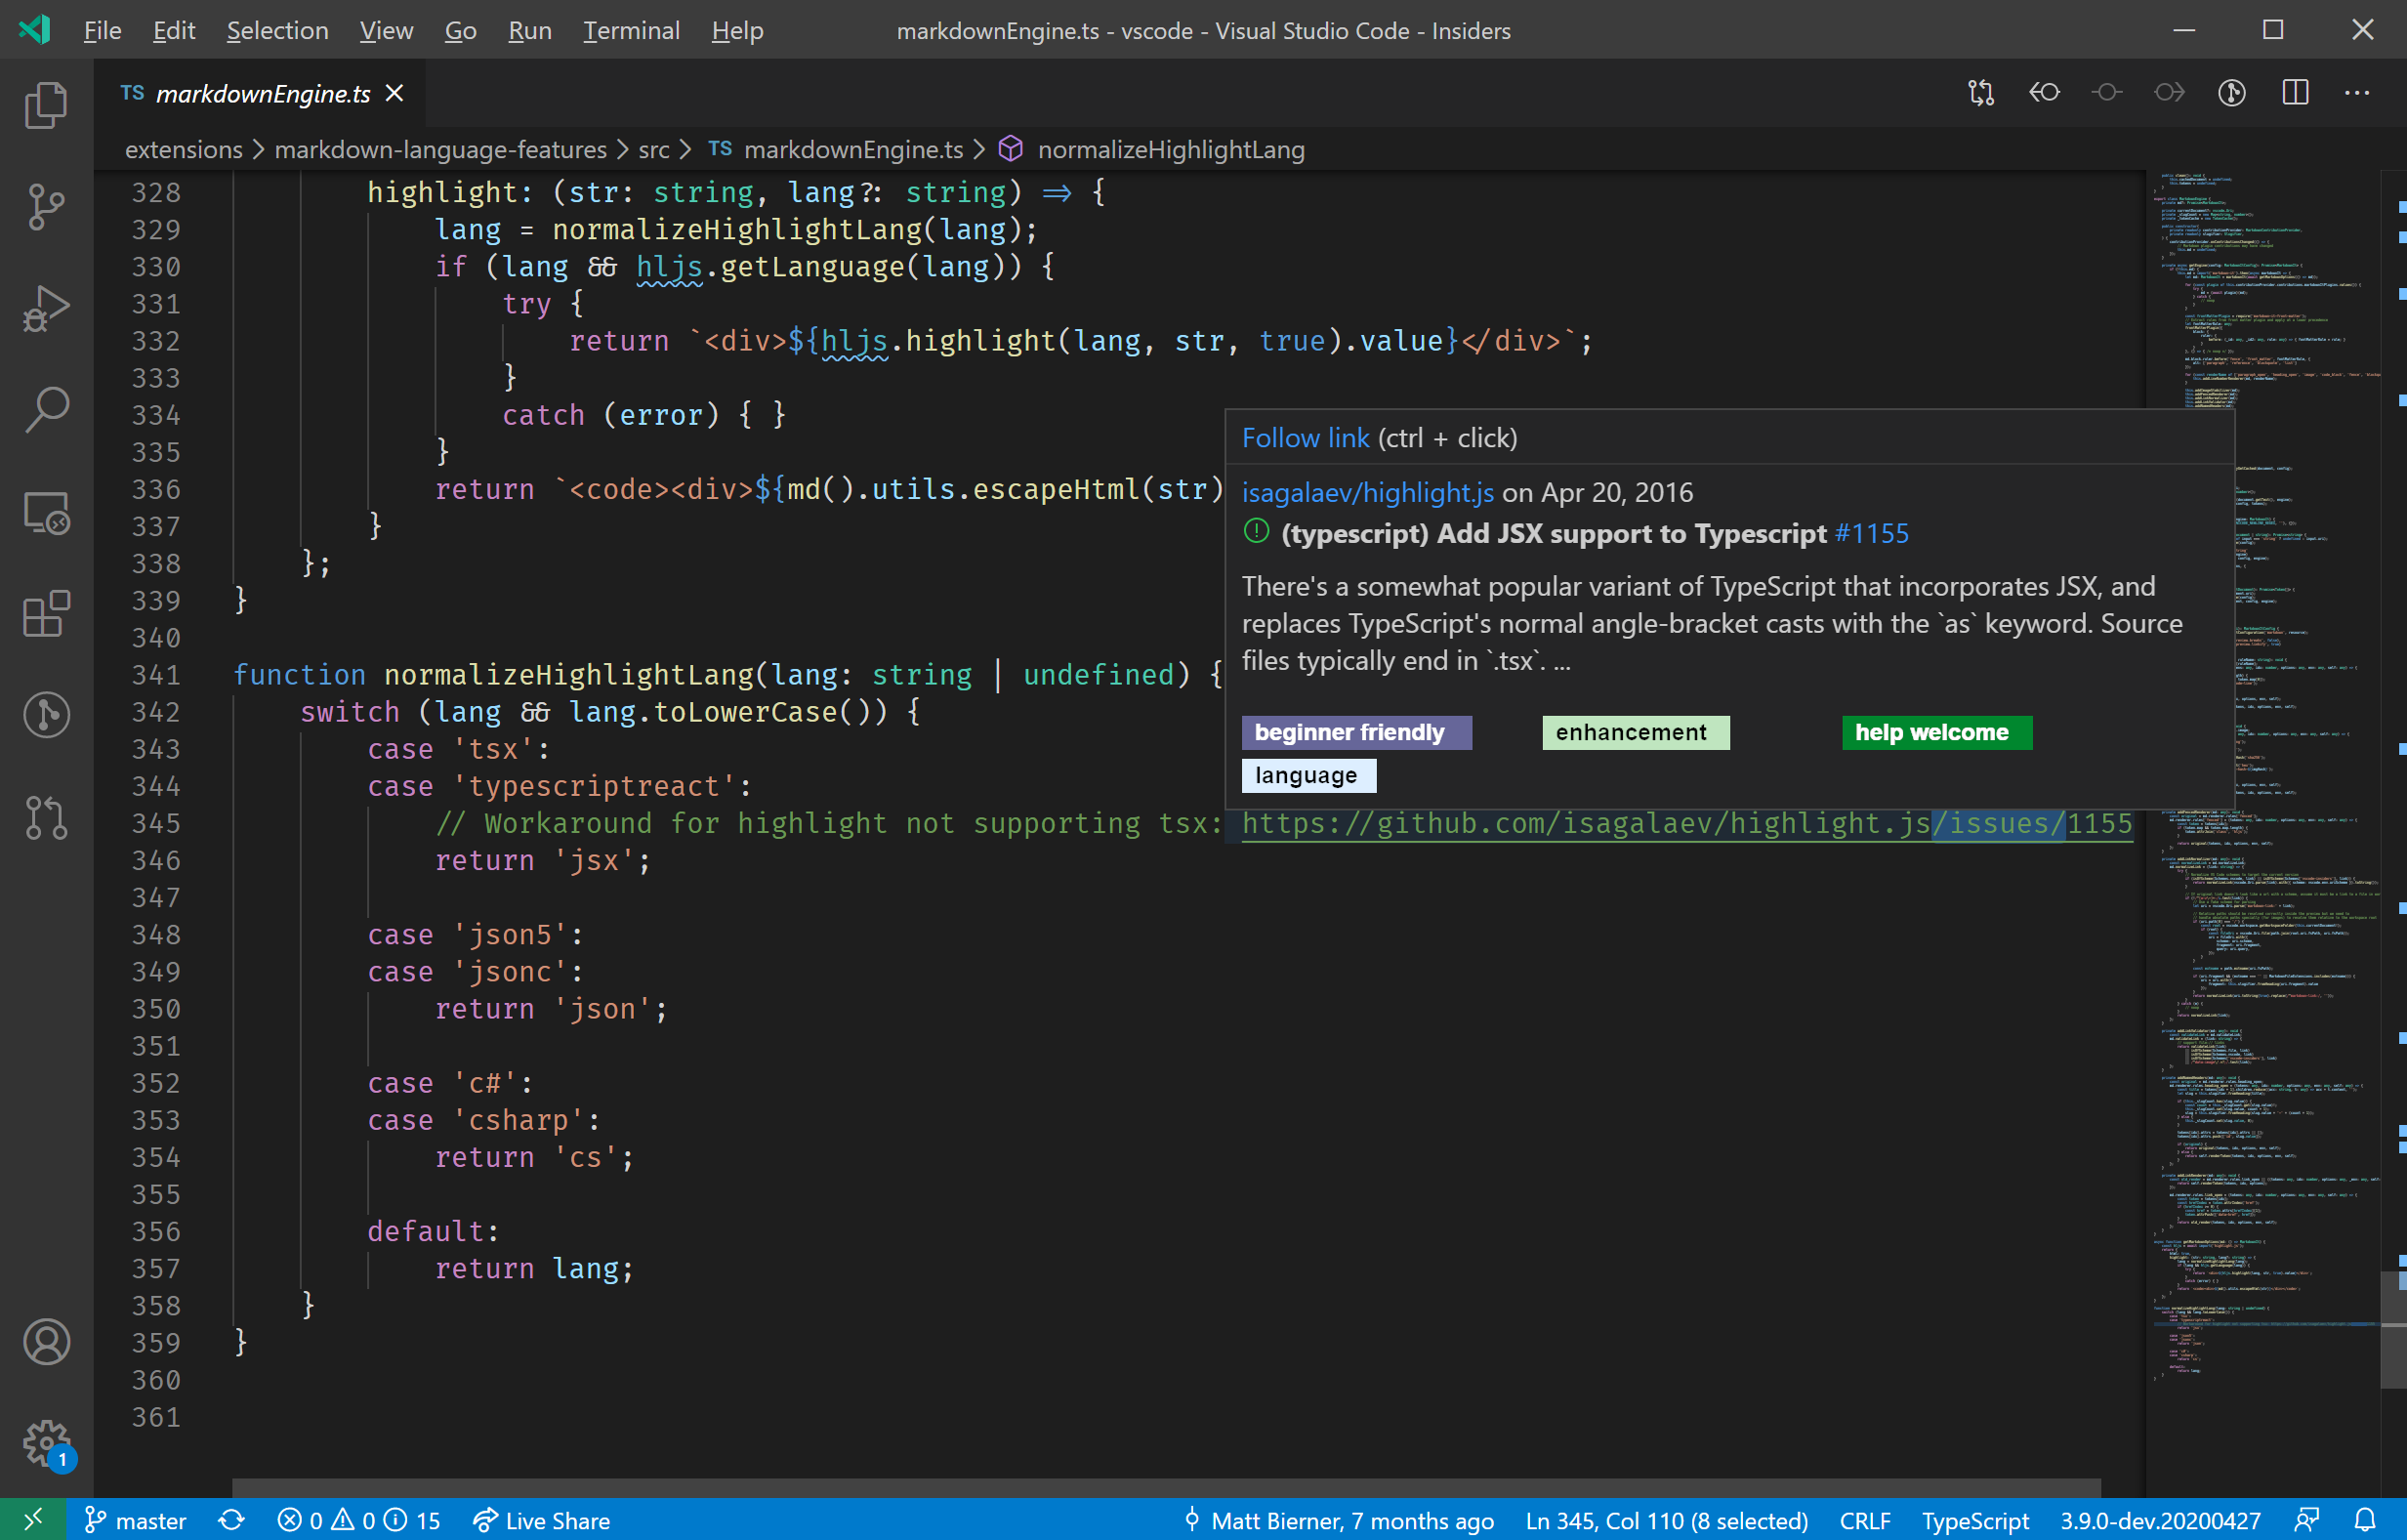 File Edit Selection View Go Run Terminal Help markdownEngine.ts - vscode - Visual Studio Code - Insiders
TS markdownEngine.ts
extensions > markdown-language-features > src > TS markdownEngine.ts > normalizeHighlightLang
328 highlight: (str: string, lang?: string) => {
329 lang = normalizeHighlightLang(lang);
330 if (lang && hljs.getLanguage(lang)) {
331 try {
332 return `<div>${hljs.highlight(lang, str, true).value}</div>`;
333 }
334 catch (error) { }
335 }
336 return `<code><div>${md().utils.escapeHtml(str)
337 }
338 };
339 }
340
341 function normalizeHighlightLang(lang: string | undefined) {
342 switch (lang && lang.toLowerCase()) {
343 case 'tsx':
344 case 'typescriptreact':
Follow link (ctrl + click)
isagalaev/highlight.js on Apr 20, 2016
(typescript) Add JSX support to Typescript #1155
There's a somewhat popular variant of TypeScript that incorporates JSX, and
replaces TypeScript's normal angle-bracket casts with the `as` keyword. Source
files typically end in `.tsx`. ...
beginner friendly enhancement help welcome
language
345 // Workaround for highlight not supporting tsx: https://github.com/isagalaev/highlight.js/issues/1155
346 return 'jsx';
347
348 case 'json5':
349 case 'jsonc':
350 return 'json';
351
352 case 'c#':
353 case 'csharp':
354 return 'cs';
355
356 default:
357 return lang;
358 }
359 }
360
361
1
master 0 0 15 Live Share Matt Bierner, 7 months ago Ln 345, Col 110 (8 selected) CRLF TypeScript 3.9.0-dev.20200427